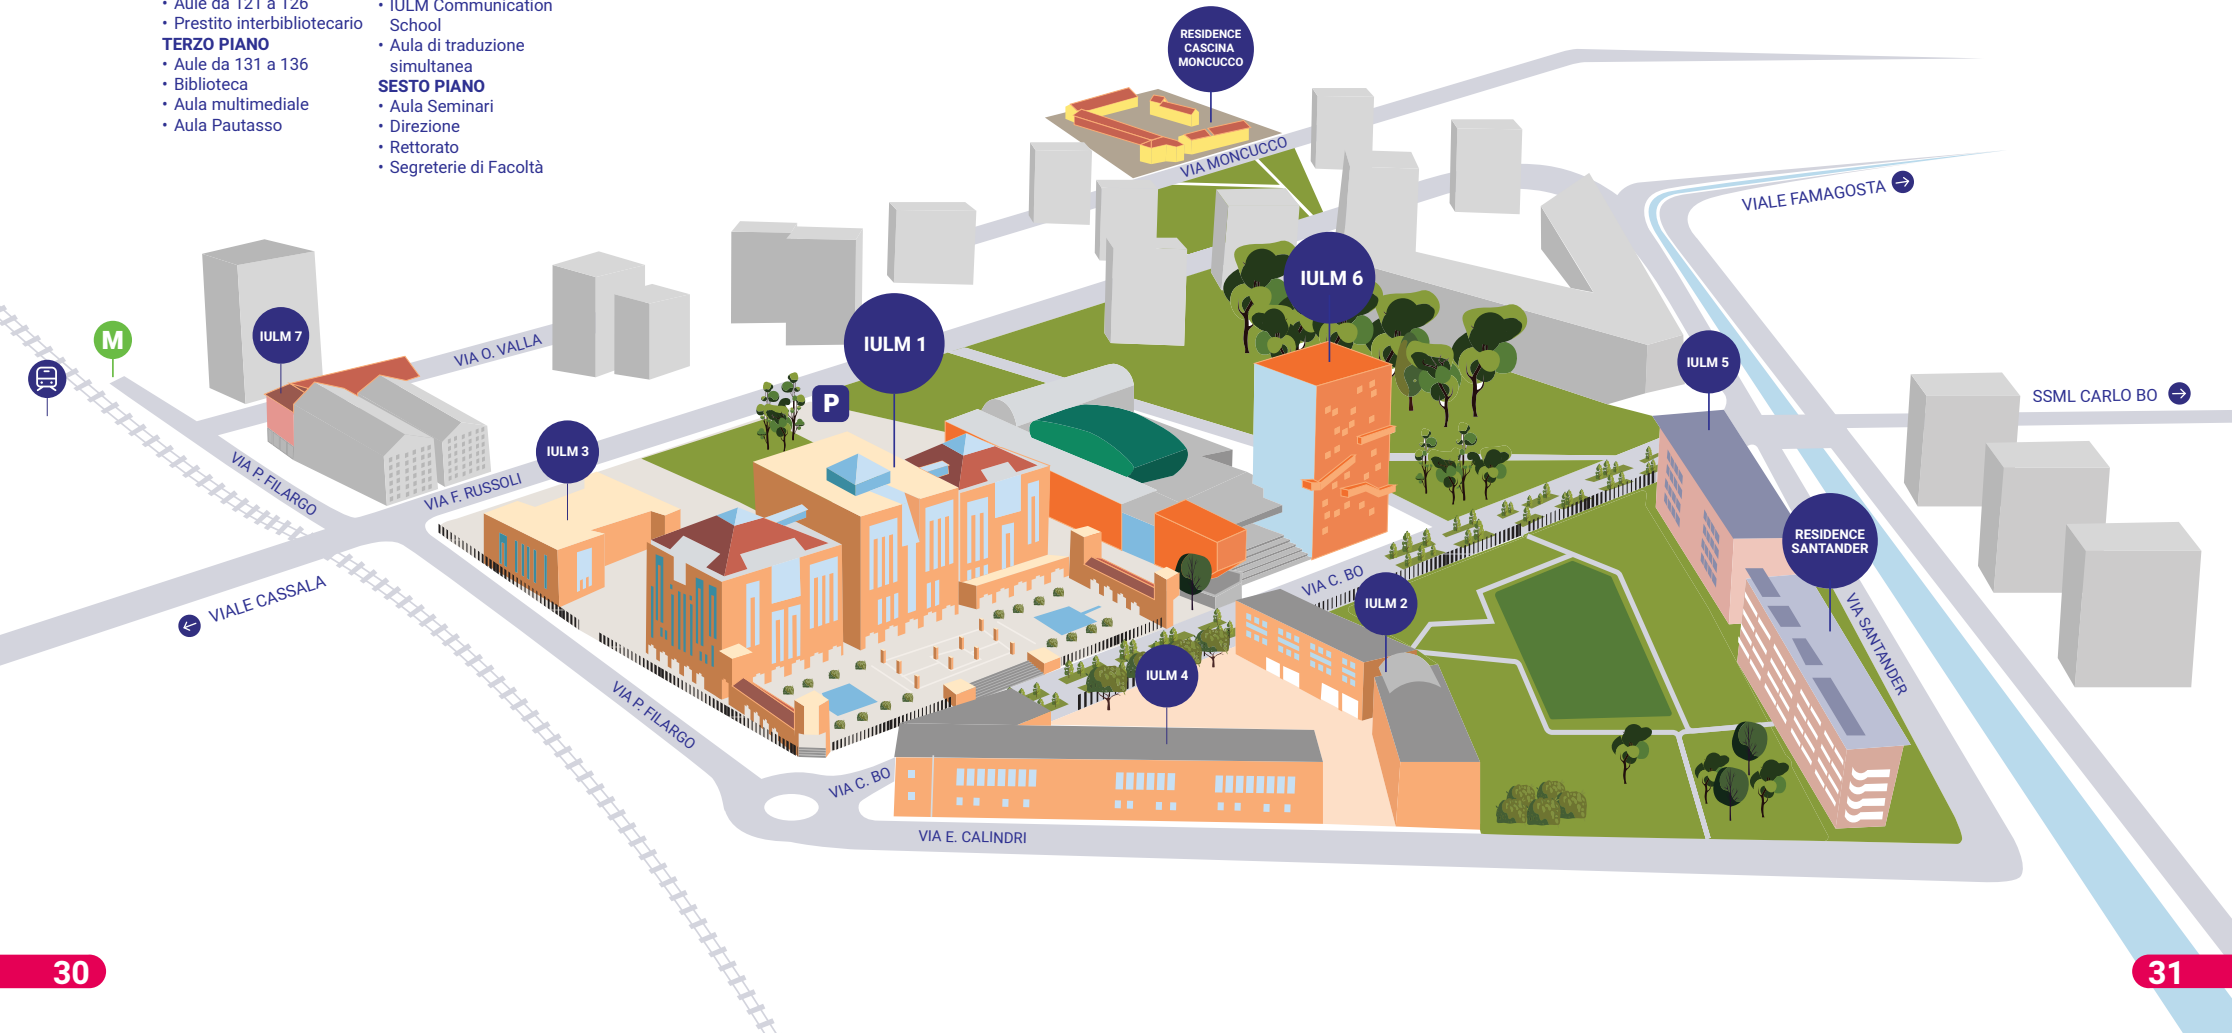 • Aule da 121 a 126
• Prestito interbibliotecario
TERZO PIANO
• Aule da 131 a 136
• Biblioteca
• Aula multimediale
• Aula Pautasso
• IULM Communication
School
• Aula di traduzione
simultanea
SESTO PIANO
• Aula Seminari
• Direzione
• Rettorato
• Segreterie di Facoltà
RESIDENCE
CASCINA
MONCUCCO
VIA MONCUCCO
VIALE FAMAGOSTA
IULM 6
IULM 7
M
VIA O. VALLA
IULM 1
IULM 5
P
SSML CARLO BO
IULM 3
VIA P. FILARGO
VIA F. RUSSOLI
RESIDENCE
SANTANDER
VIALE CASSALA
VIA C. BO
IULM 2
VIA SANTANDER
IULM 4
VIA P. FILARGO
VIA C. BO
VIA E. CALINDRI
30
31